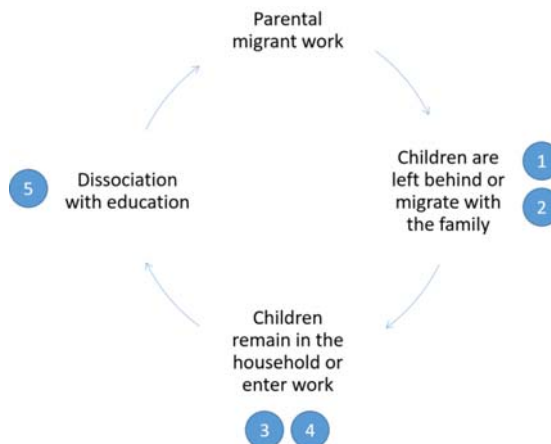 Parental
migrant work
Children are
left behind or
migrate with
the family
1
2
Children
remain in the
household or
enter work
3 4
Dissociation
with education
5